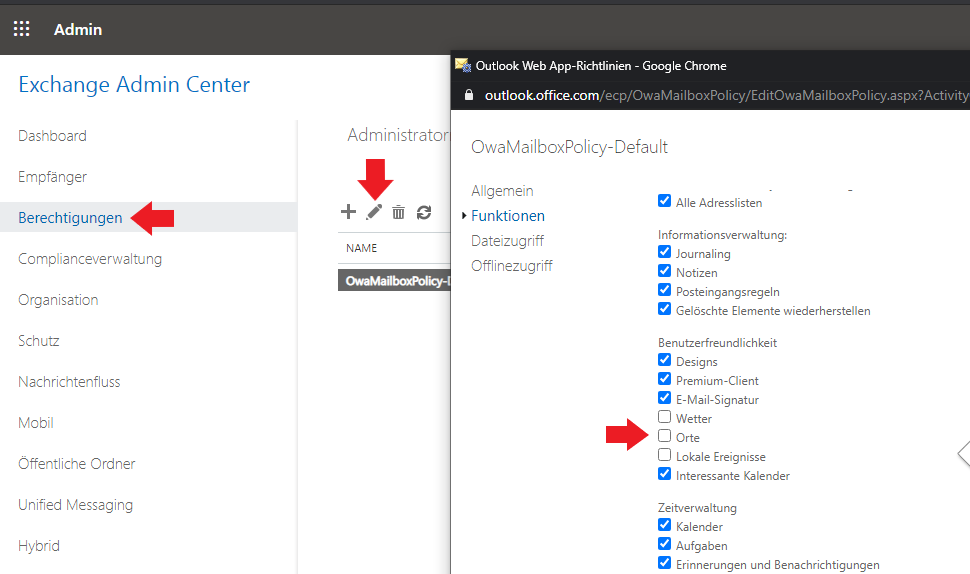 Admin
Exchange Admin Center
Dashboard
Empfänger
Berechtigungen
Complianceverwaltung
Organisation
Schutz
Nachrichtenfluss
Mobil
Öffentliche Ordner
Unified Messaging
Hybrid
Administrator
NAME
OwaMailboxPolicy-D
Outlook Web App-Richtlinien - Google Chrome
outlook.office.com/ecp/OwaMailboxPolicy/EditOwaMailboxPolicy.aspx?Activity
OwaMailboxPolicy-Default
Allgemein
Funktionen
Dateizugriff
Offlinezugriff
Alle Adresslisten
Informationsverwaltung:
Journaling
Notizen
Posteingangsregeln
Gelöschte Elemente wiederherstellen
Benutzerfreundlichkeit
Designs
Premium-Client
E-Mail-Signatur
Wetter
Orte
Lokale Ereignisse
Interessante Kalender
Zeitverwaltung
Kalender
Aufgaben
Erinnerungen und Benachrichtigungen